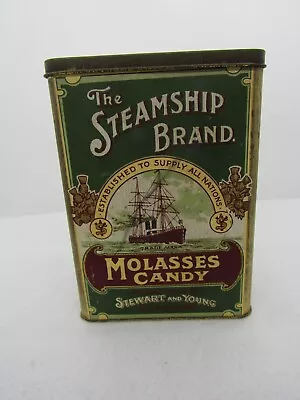 The
STEAMSHIP
BRAND.
ESTABLISHED TO SUPPLY ALL NATIONS
TRADE MARK
MOLASSES
CANDY
STEWART AND YOUNG